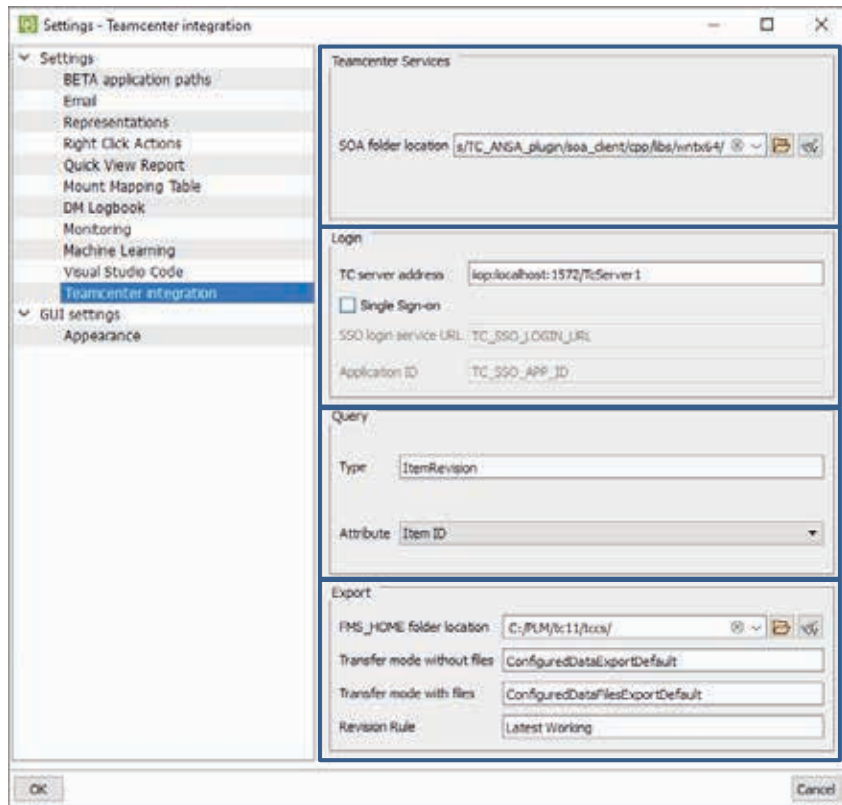 Settings - Teamcenter integration
Settings
BETA application paths
Email
Representations
Right Click Actions
Quick View Report
Mount Mapping Table
DM Logbook
Monitoring
Machine Learning
Visual Studio Code
Teamcenter integration
GUI settings
Appearance
Teamcenter Services
SOA folder location s/TC_ANSA_plugin/soa_client/cpp/libs/wntx64/
Login
TC server address iiop:localhost:1572/TcServer1
Single Sign-on
SSO login service URL TC_SSO_LOGIN_URL
Application ID TC_SSO_APP_ID
Query
Type ItemRevision
Attribute Item ID
Export
FMS_HOME folder location C:/PLM/tc11/tccs/
Transfer mode without files ConfiguredDataExportDefault
Transfer mode with files ConfiguredDataFilesExportDefault
Revision Rule Latest Working
OK Cancel